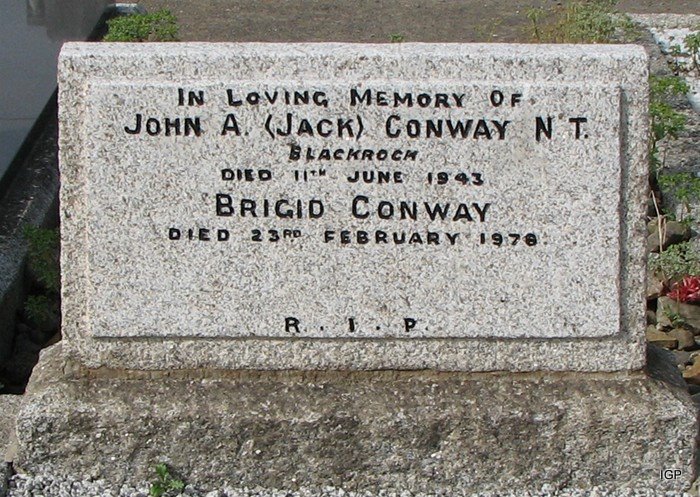 IN LOVING MEMORY OF
JOHN A. (JACK) CONWAY N.T.
BLACKROCK
DIED 11TH JUNE 1943
BRIGID CONWAY
DIED 23RD FEBRUARY 1978
R. I. P.
IGP